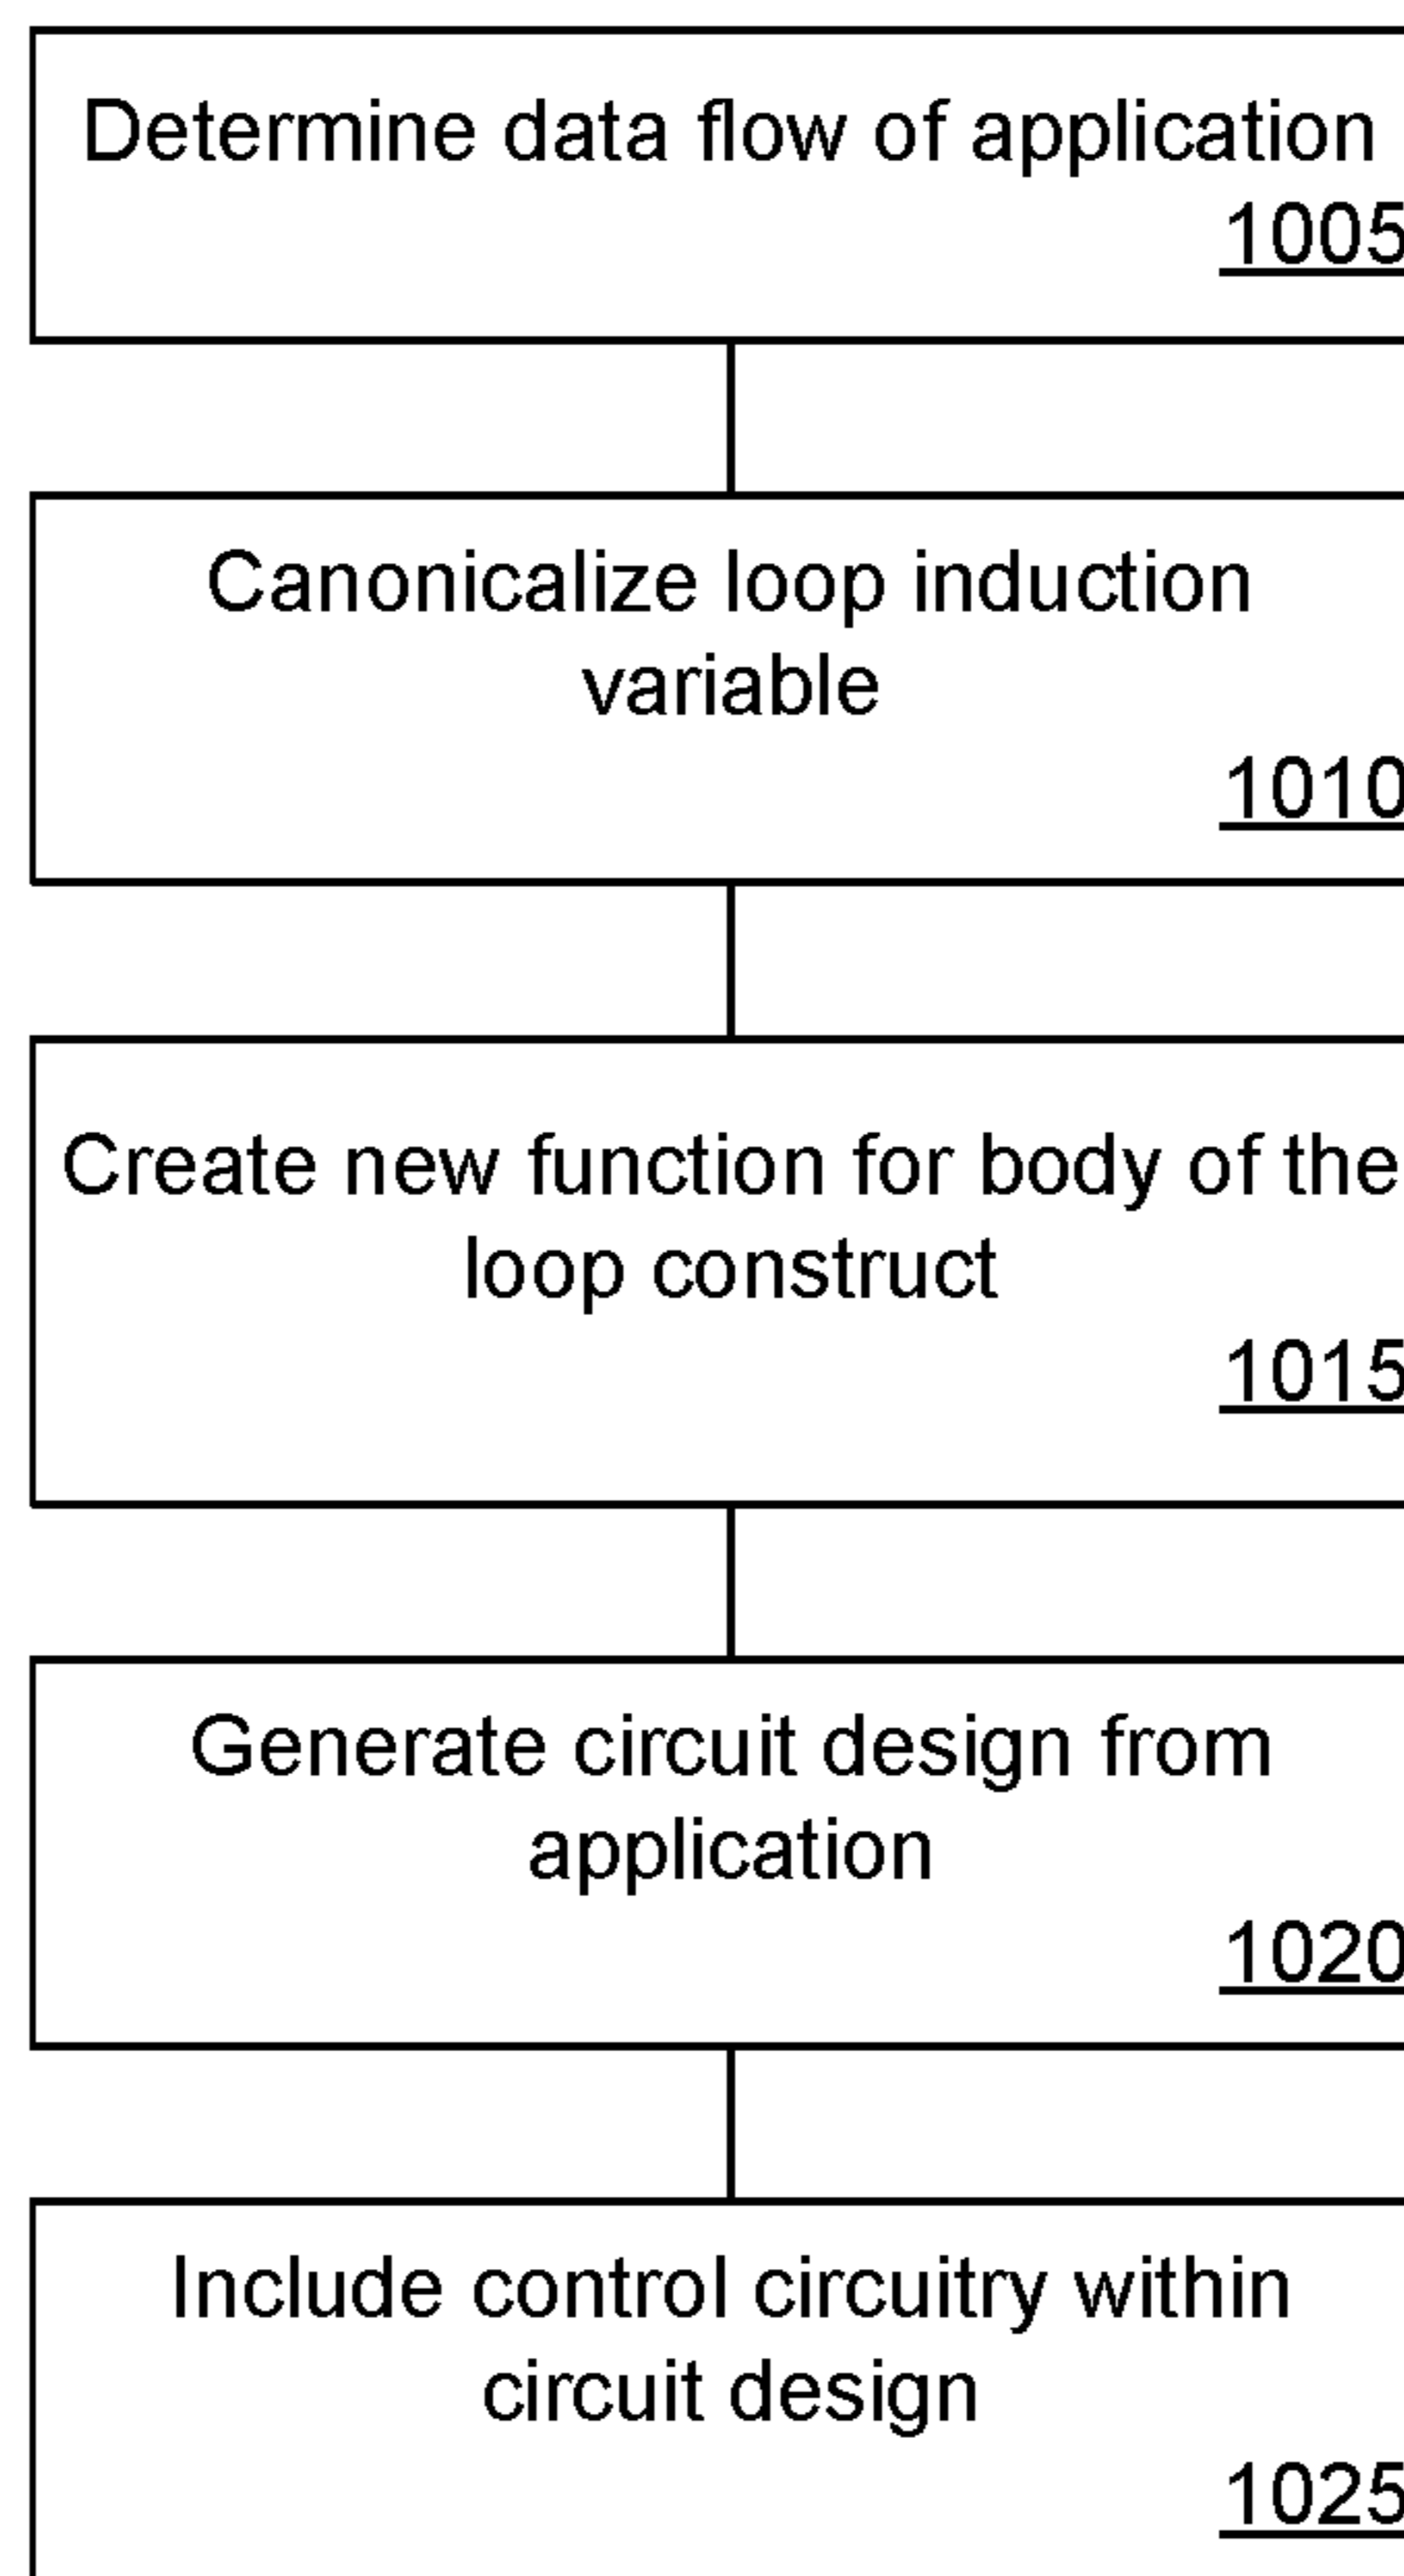 Determine data flow of application
1005
Canonicalize loop induction
variable
1010
Create new function for body of the
loop construct
1015
Generate circuit design from
application
1020
Include control circuitry within
circuit design
1025